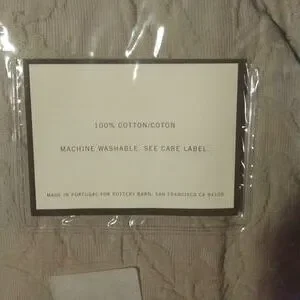 100% COTTON/COTON
MACHINE WASHABLE. SEE CARE LABEL.
MADE IN PORTUGAL FOR POTTERY BARN, SAN FRANCISCO CA 94109